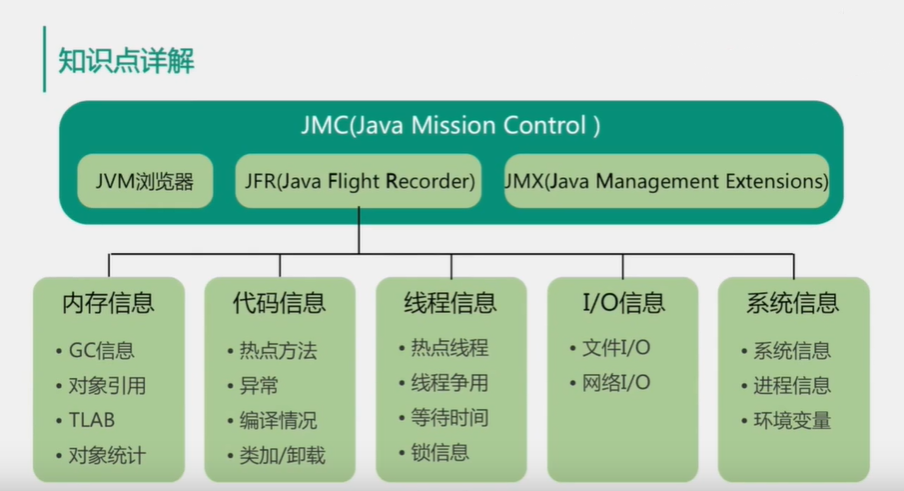 知识点详解
JMC(Java Mission Control )
JVM浏览器
JFR(Java Flight Recorder)
JMX(Java Management Extensions)
内存信息
• GC信息
• 对象引用
• TLAB
• 对象统计
代码信息
• 热点方法
• 异常
• 编译情况
• 类加/卸载
线程信息
• 热点线程
• 线程争用
• 等待时间
• 锁信息
I/O信息
• 文件I/O
• 网络I/O
系统信息
• 系统信息
• 进程信息
• 环境变量